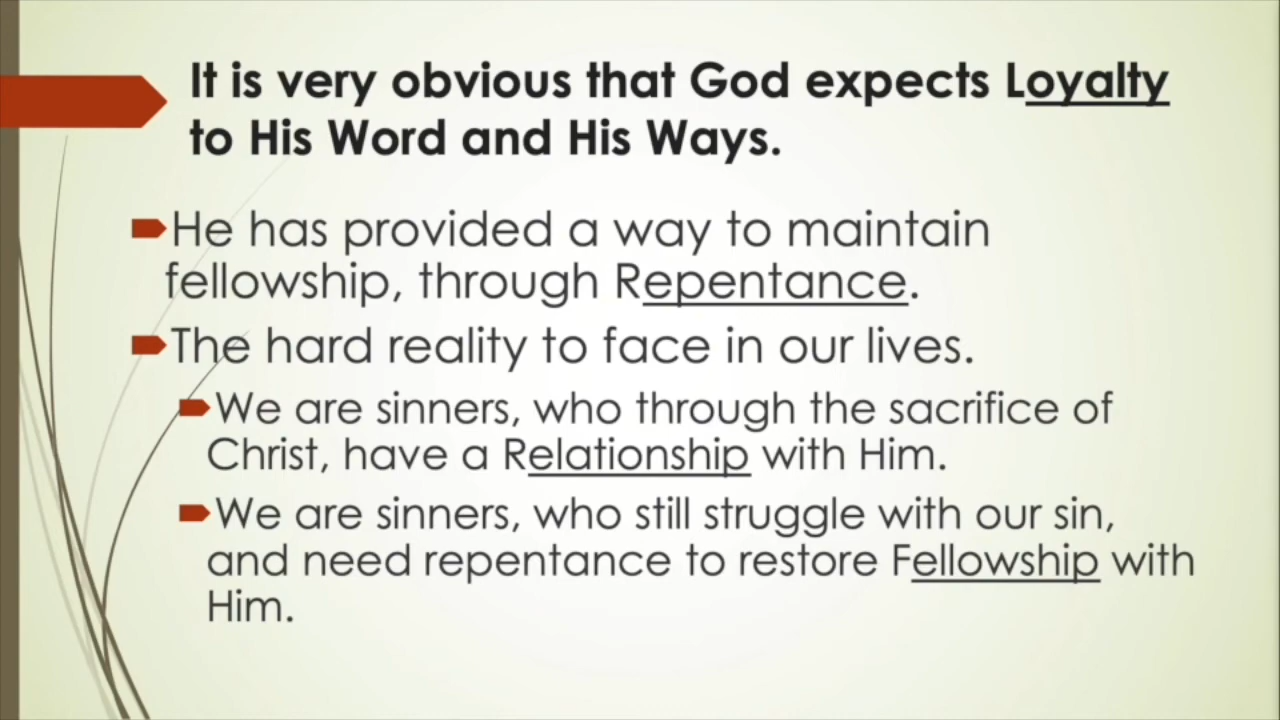 It is very obvious that God expects Loyalty
to His Word and His Ways.
He has provided a way to maintain
fellowship, through Repentance.
The hard reality to face in our lives.
We are sinners, who through the sacrifice of
Christ, have a Relationship with Him.
We are sinners, who still struggle with our sin,
and need repentance to restore Fellowship with
Him.